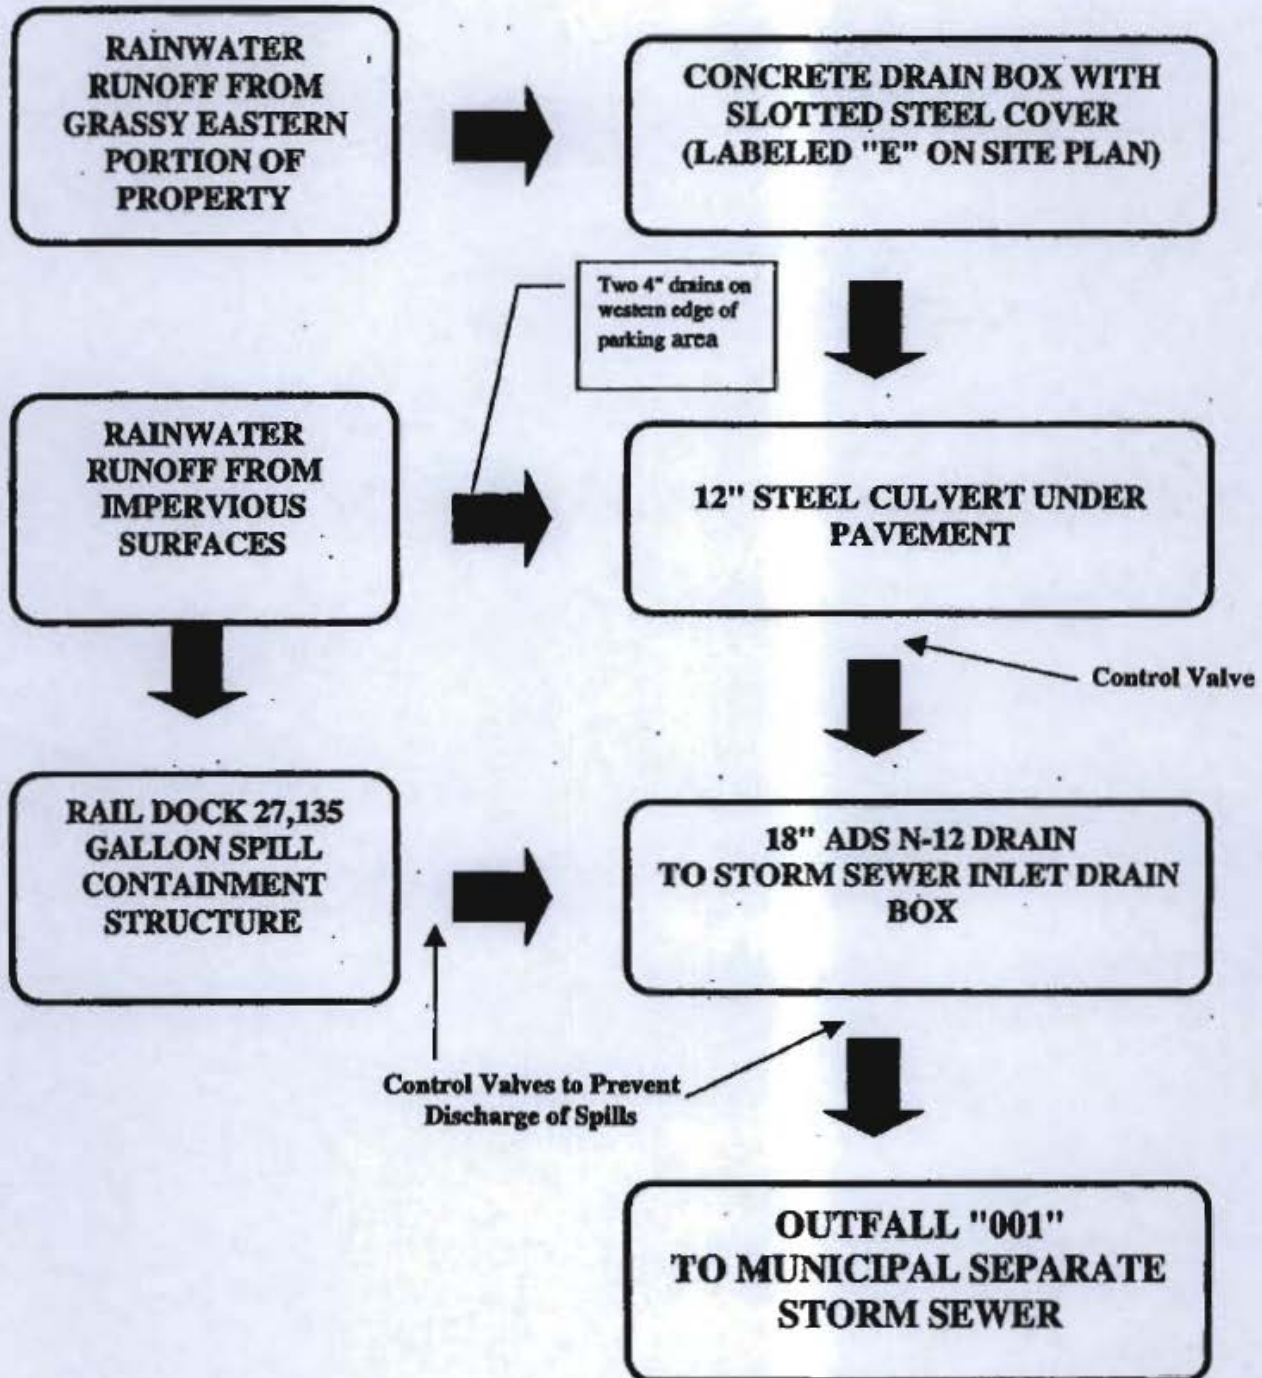 RAINWATER
RUNOFF FROM
GRASSY EASTERN
PORTION OF
PROPERTY
CONCRETE DRAIN BOX WITH
SLOTTED STEEL COVER
(LABELED "E" ON SITE PLAN)
Two 4" drains on
western edge of
parking area
RAINWATER
RUNOFF FROM
IMPERVIOUS
SURFACES
12" STEEL CULVERT UNDER
PAVEMENT
Control Valve
RAIL DOCK 27,135
GALLON SPILL
CONTAINMENT
STRUCTURE
18" ADS N-12 DRAIN
TO STORM SEWER INLET DRAIN
BOX
Control Valves to Prevent
Discharge of Spills
OUTFALL "001"
TO MUNICIPAL SEPARATE
STORM SEWER